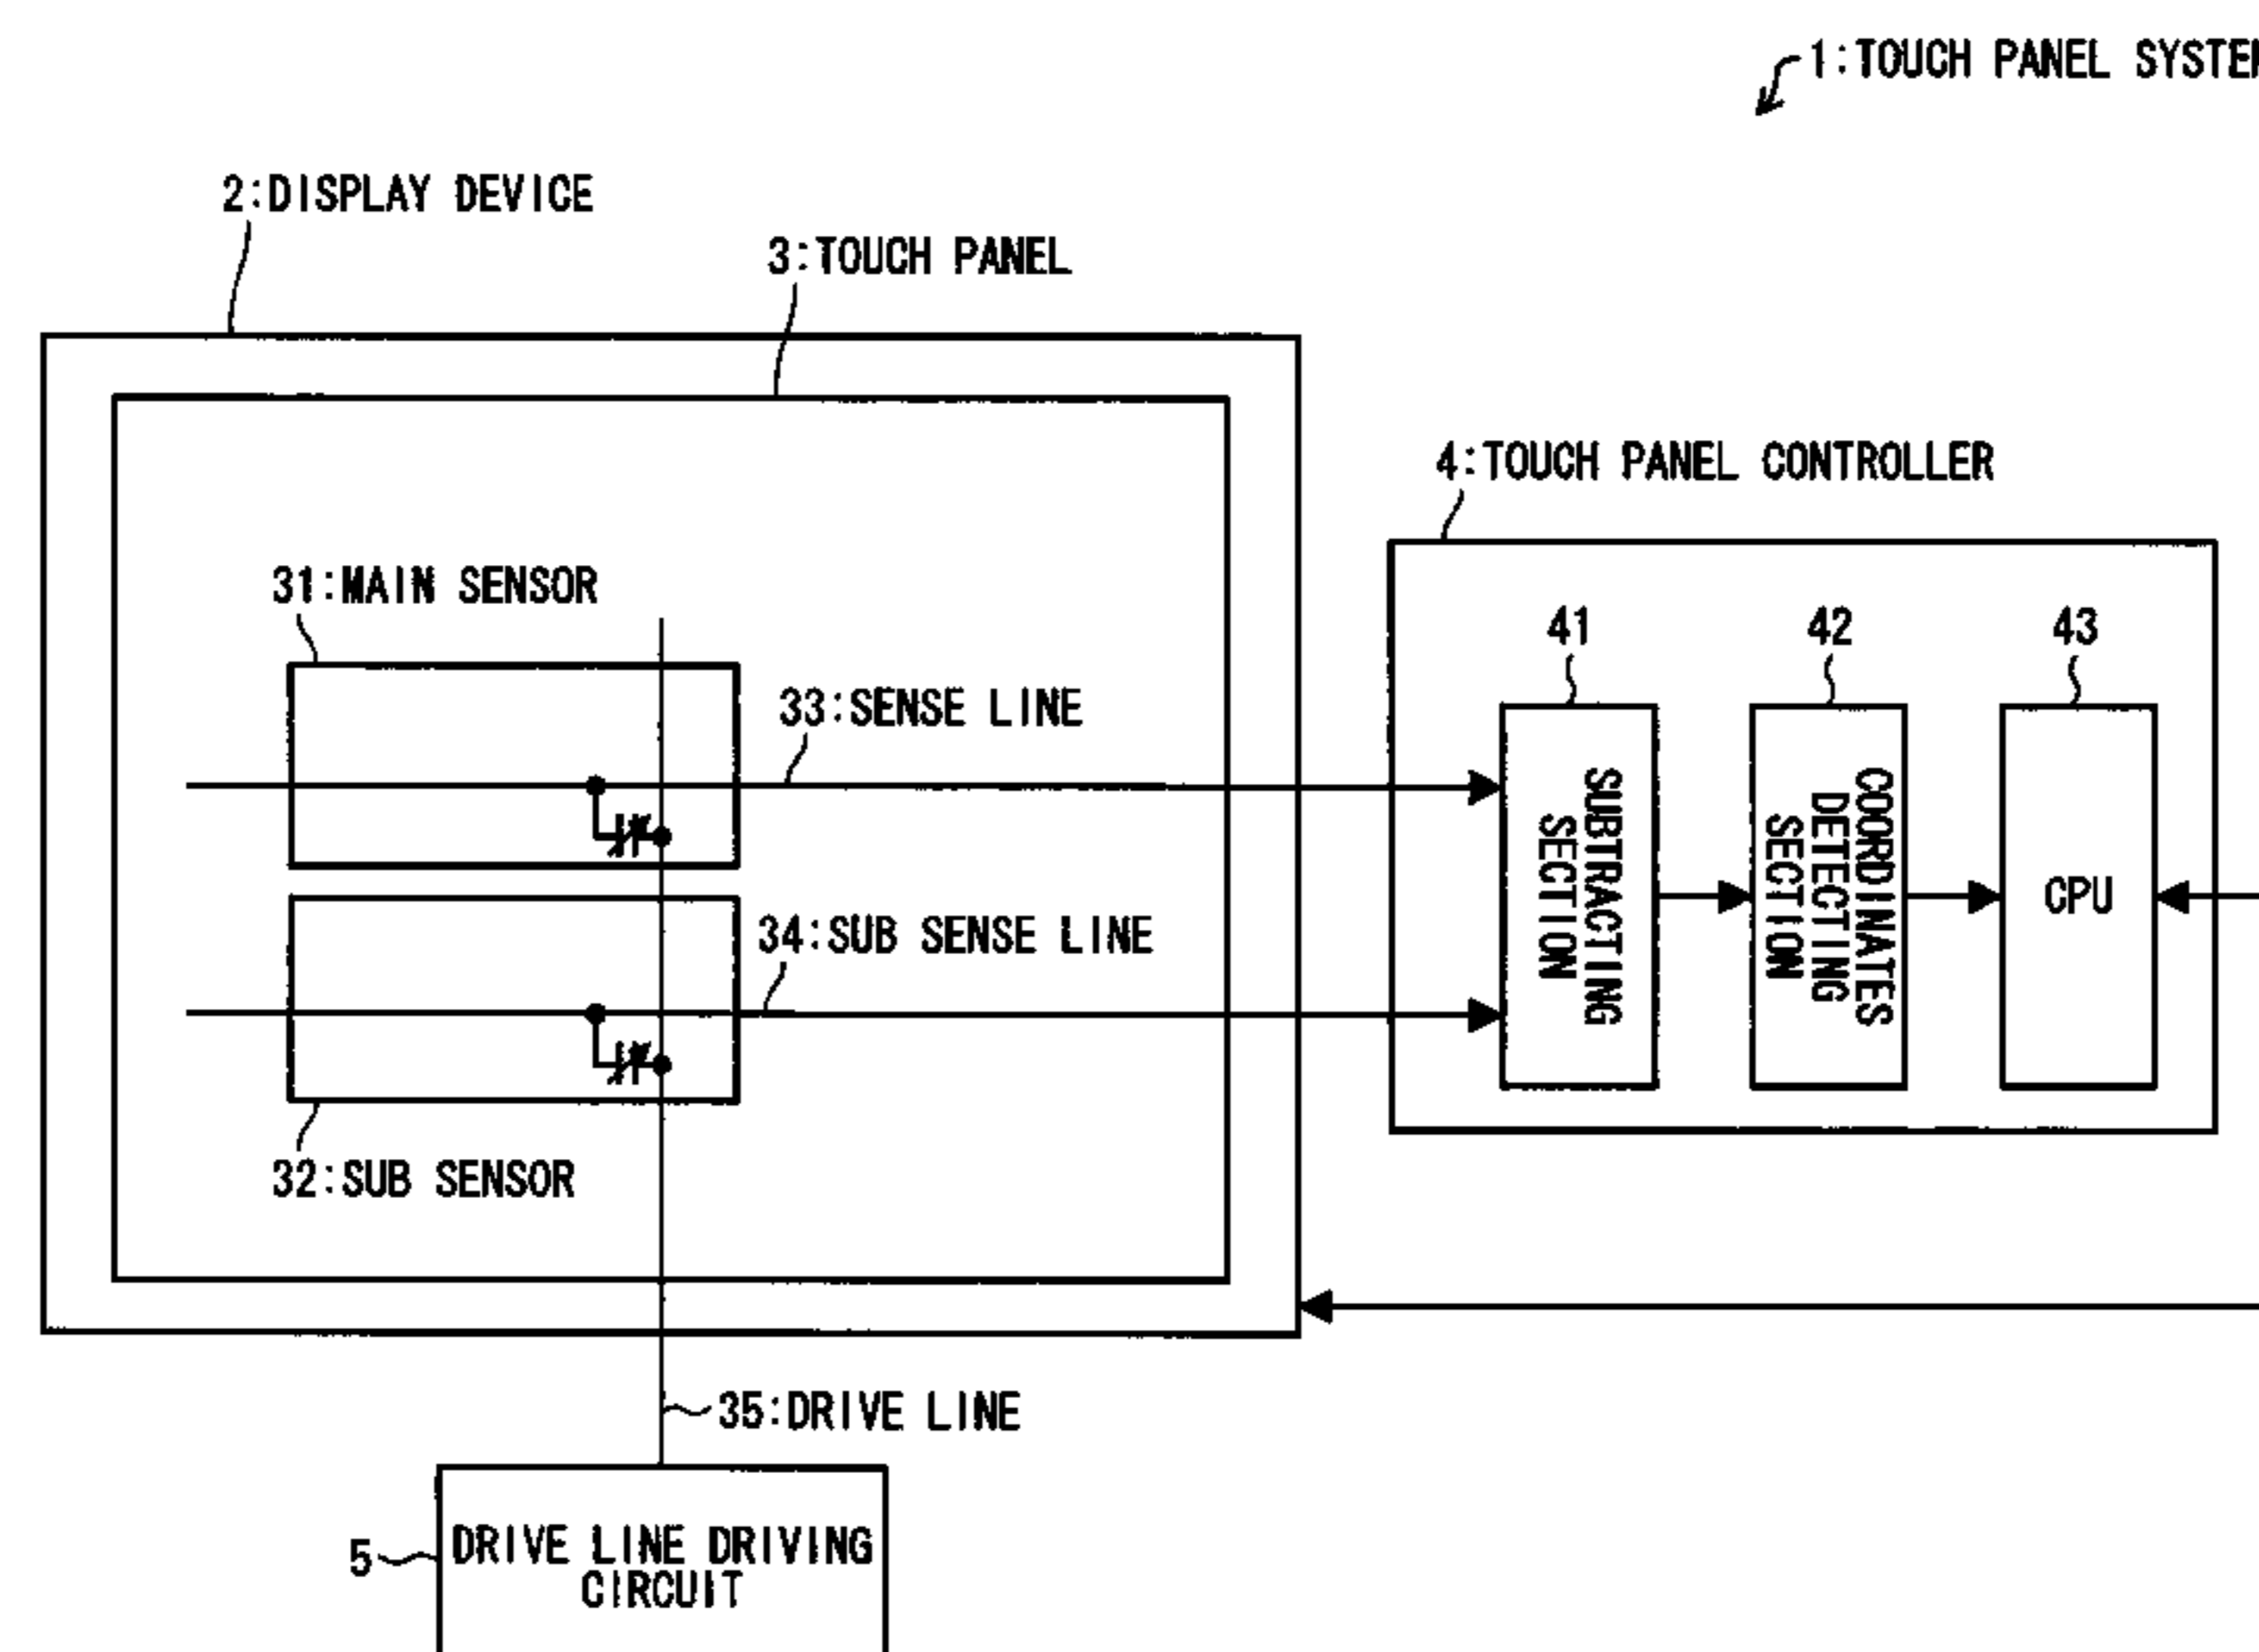 1:TOUCH PANEL SYSTEM
2:DISPLAY DEVICE
3:TOUCH PANEL
4:TOUCH PANEL CONTROLLER
31:MAIN SENSOR
41
42
43
33:SENSE LINE
SUBTRACTING
SECTION
COORDINATES
DETECTING
SECTION
CPU
34:SUB SENSE LINE
32:SUB SENSOR
35:DRIVE LINE
5
DRIVE LINE DRIVING
CIRCUIT